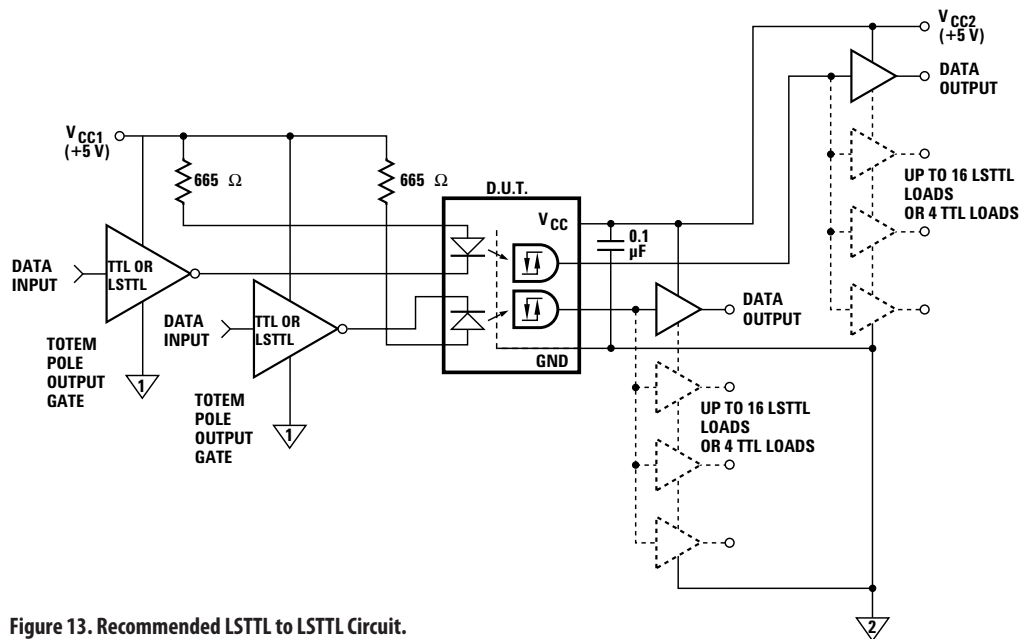 V CC2
(+5 V)
DATA
OUTPUT
V CC1
(+5 V)
665 Ω
665 Ω
D.U.T.
V CC
0.1
µF
UP TO 16 LSTTL
LOADS
OR 4 TTL LOADS
DATA
INPUT
TTL OR
LSTTL
DATA
INPUT
TTL OR
LSTTL
DATA
OUTPUT
GND
TOTEM
POLE
OUTPUT
GATE
1
TOTEM
POLE
OUTPUT
GATE
1
UP TO 16 LSTTL
LOADS
OR 4 TTL LOADS
2
Figure 13. Recommended LSTTL to LSTTL Circuit.